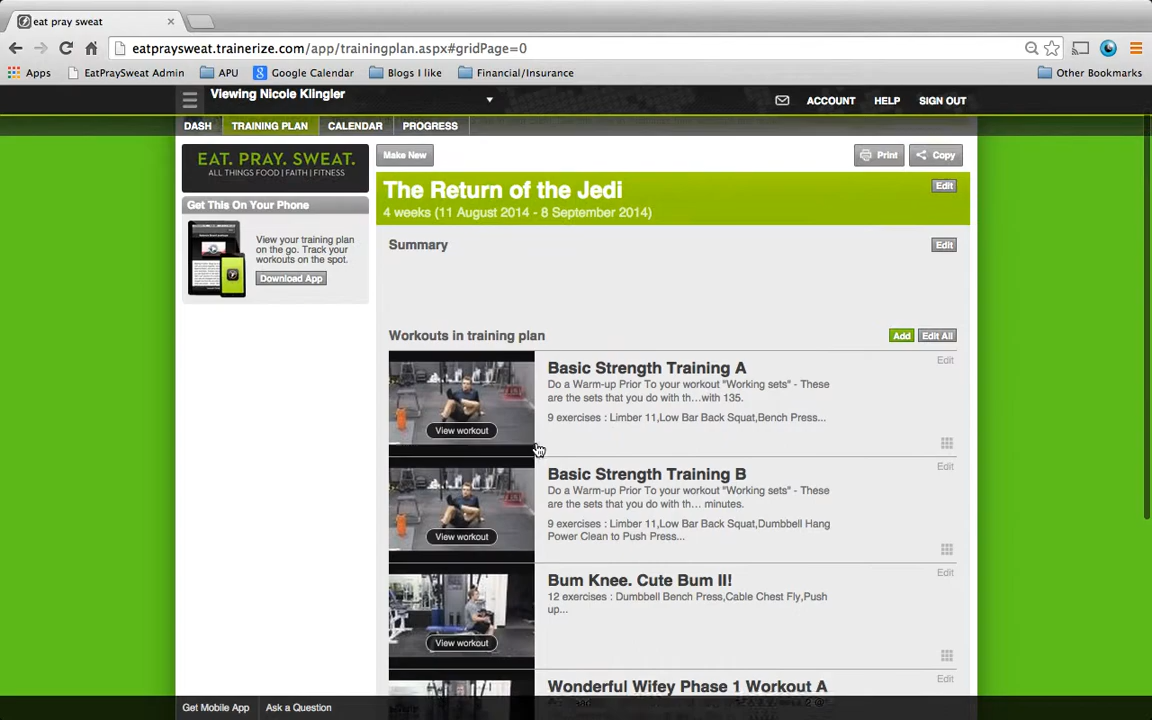 eat pray sweat
eatpraysweat.trainerize.com/app/trainingplan.aspx#gridPage=0
Apps EatPraySweat Admin APU Google Calendar Blogs I like Financial/Insurance Other Bookmarks
Viewing Nicole Klingler
ACCOUNT HELP SIGN OUT
DASH TRAINING PLAN CALENDAR PROGRESS
EAT. PRAY. SWEAT.
ALL THINGS FOOD | FAITH | FITNESS
Get This On Your Phone
View your training plan
on the go. Track your
workouts on the spot.
Download App
Make New Print Copy
The Return of the Jedi Edit
4 weeks (11 August 2014 - 8 September 2014)
Summary Edit
Workouts in training plan Add Edit All
Basic Strength Training A Edit
Do a Warm-up Prior To your workout "Working sets" - These
are the sets that you do with th...with 135.
9 exercises : Limber 11,Low Bar Back Squat,Bench Press...
View workout
Basic Strength Training B Edit
Do a Warm-up Prior To your workout "Working sets" - These
are the sets that you do with th... minutes.
9 exercises : Limber 11,Low Bar Back Squat,Dumbbell Hang
Power Clean to Push Press...
View workout
Bum Knee. Cute Bum II! Edit
12 exercises : Dumbbell Bench Press,Cable Chest Fly,Push
up...
View workout
Wonderful Wifey Phase 1 Workout A Edit
Get Mobile App Ask a Question